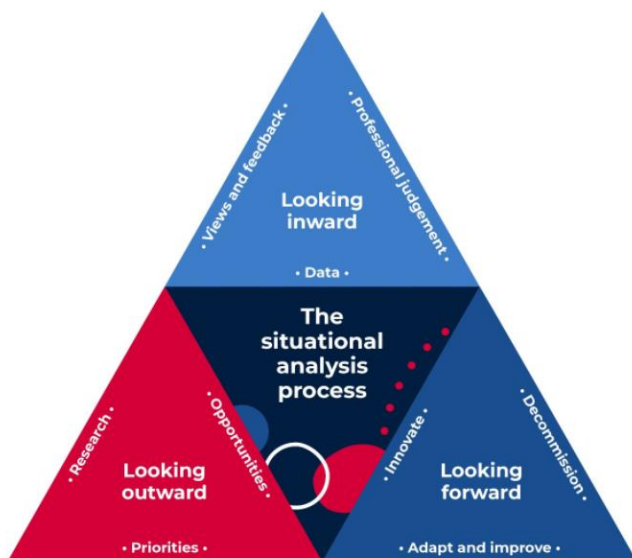 • Views and feedback •
• Professional judgement •
Looking
inward
• Data •
The
situational
analysis
process
• Research •
• Opportunities •
Looking
outward
• Priorities •
• Innovate •
• Decommission •
Looking
forward
• Adapt and improve •